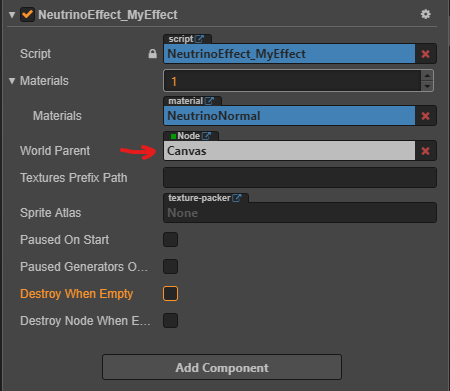 NeutrinoEffect_MyEffect
script
Script NeutrinoEffect_MyEffect
Materials 1
material
Materials NeutrinoNormal
Node
World Parent Canvas
Textures Prefix Path
texture-packer
Sprite Atlas None
Paused On Start
Paused Generators O...
Destroy When Empty
Destroy Node When E...
Add Component